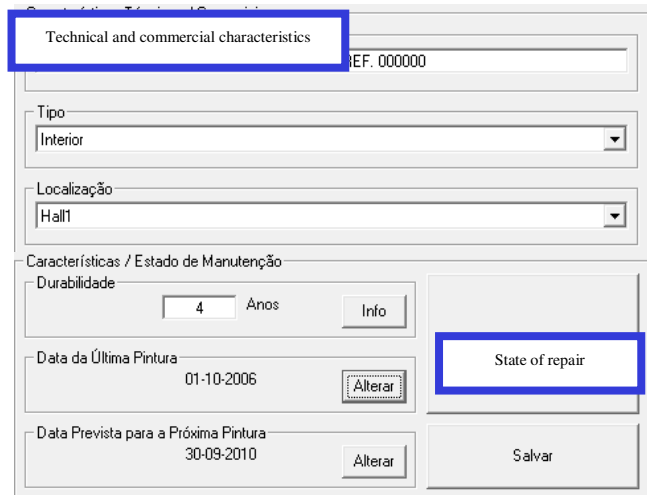 Technical and commercial characteristics
REF. 000000
Tipo
Interior
Localização
Hall1
Características / Estado de Manutenção
Durabilidade
4 Anos
Info
Data da Última Pintura
01-10-2006
Alterar
State of repair
Data Prevista para a Próxima Pintura
30-09-2010
Alterar
Salvar